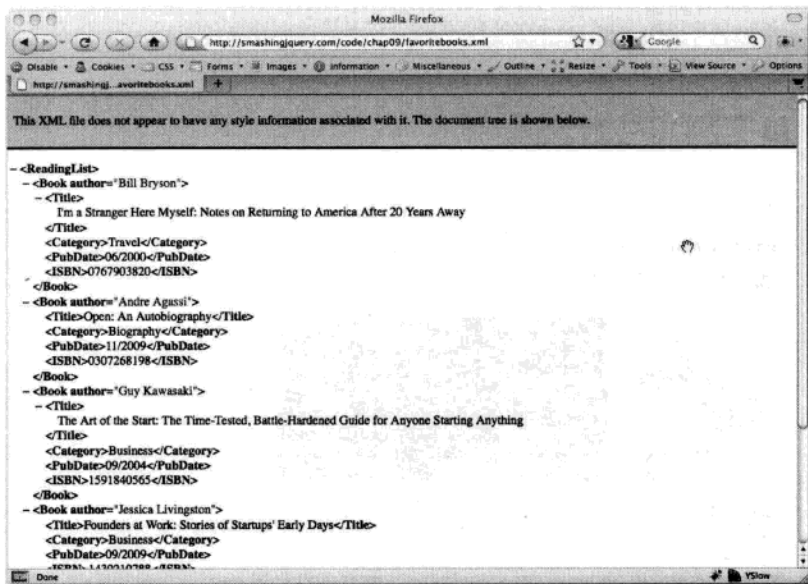 Mozilla Firefox
http://smashingjquery.com/code/chap09/favoritebooks.xml
Google
Disable Cookies CSS Forms Images Information Miscellaneous Outline Resize Tools View Source Options
http://smashingj...avoritebooks.xml +
This XML file does not appear to have any style information associated with it. The document tree is shown below.
– <ReadingList>
– <Book author="Bill Bryson">
– <Title>
I'm a Stranger Here Myself: Notes on Returning to America After 20 Years Away
</Title>
<Category>Travel</Category>
<PubDate>06/2000</PubDate>
<ISBN>0767903820</ISBN>
</Book>
– <Book author="Andre Agassi">
<Title>Open: An Autobiography</Title>
<Category>Biography</Category>
<PubDate>11/2009</PubDate>
<ISBN>0307268198</ISBN>
</Book>
– <Book author="Guy Kawasaki">
– <Title>
The Art of the Start: The Time-Tested, Battle-Hardened Guide for Anyone Starting Anything
</Title>
<Category>Business</Category>
<PubDate>09/2004</PubDate>
<ISBN>1591840565</ISBN>
</Book>
– <Book author="Jessica Livingston">
<Title>Founders at Work: Stories of Startups' Early Days</Title>
<Category>Business</Category>
<PubDate>09/2009</PubDate>
Done YSlow